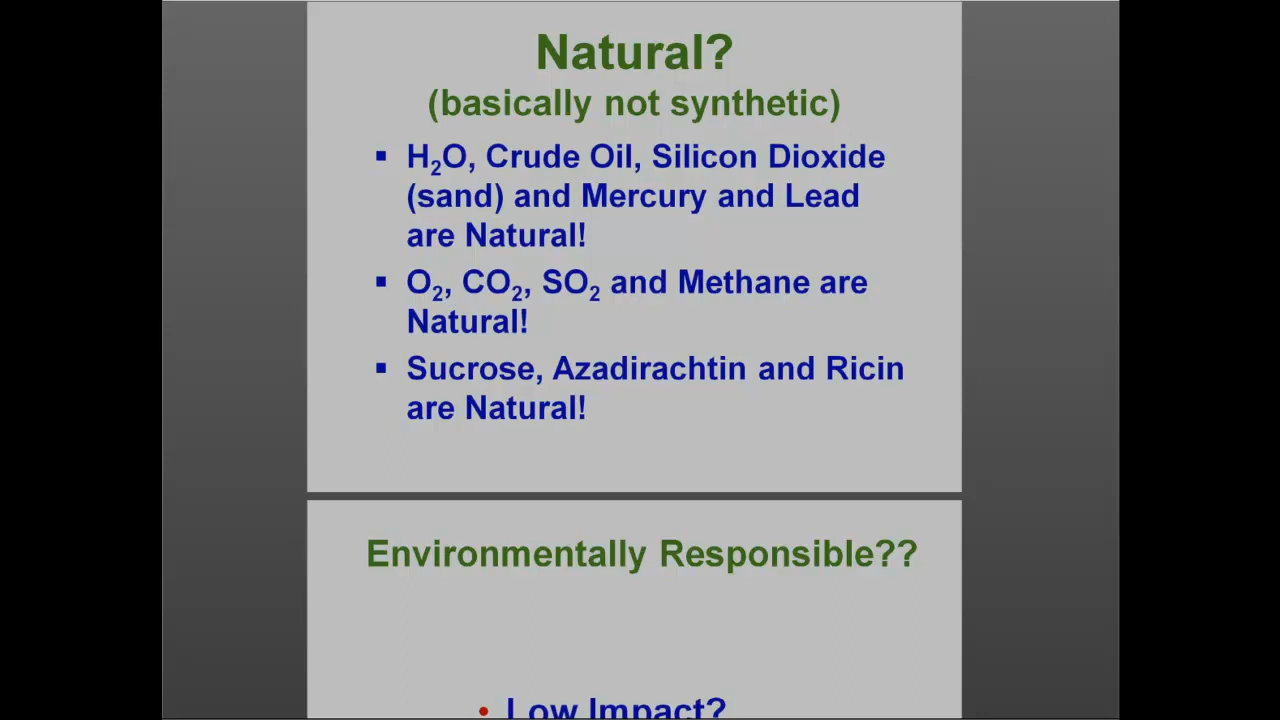 Natural?
(basically not synthetic)
▪ H₂O, Crude Oil, Silicon Dioxide
(sand) and Mercury and Lead
are Natural!
▪ O₂, CO₂, SO₂ and Methane are
Natural!
▪ Sucrose, Azadirachtin and Ricin
are Natural!
Environmentally Responsible??
• Low Impact?